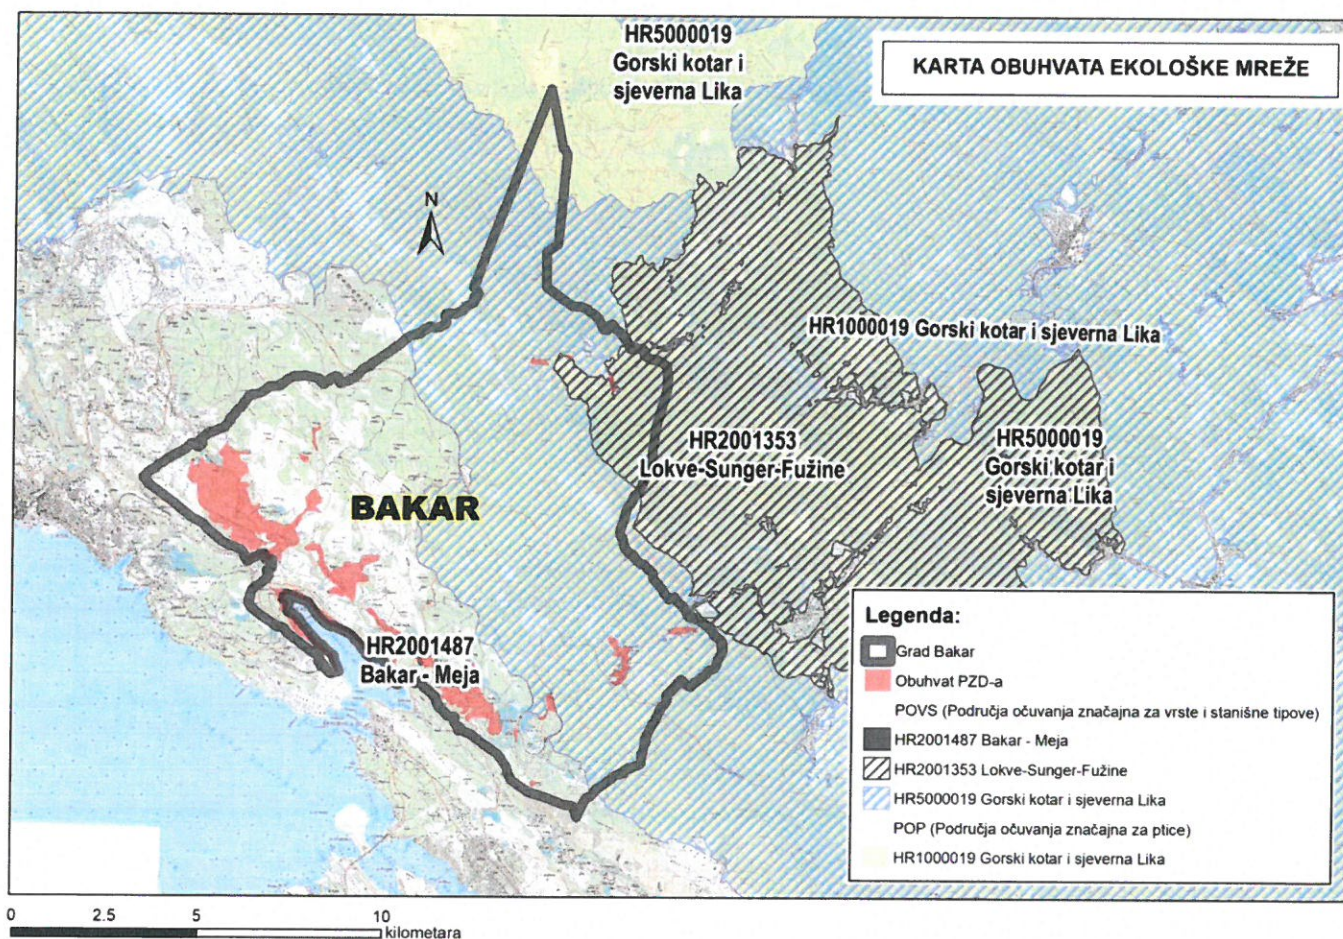 HR5000019
Gorski kotar i
sjeverna Lika
KARTA OBUHVATA EKOLOŠKE MREŽE
N
HR1000019 Gorski kotar i sjeverna Lika
HR2001353
Lokve-Sunger-Fužine
HR5000019
Gorski kotar i
sjeverna Lika
BAKAR
HR2001487
Bakar - Meja
Legenda:
Grad Bakar
Obuhvat PZD-a
POVS (Područja očuvanja značajna za vrste i stanišne tipove)
HR2001487 Bakar - Meja
HR2001353 Lokve-Sunger-Fužine
HR5000019 Gorski kotar i sjeverna Lika
POP (Područja očuvanja značajna za ptice)
HR1000019 Gorski kotar i sjeverna Lika
0 2.5 5 10
kilometara